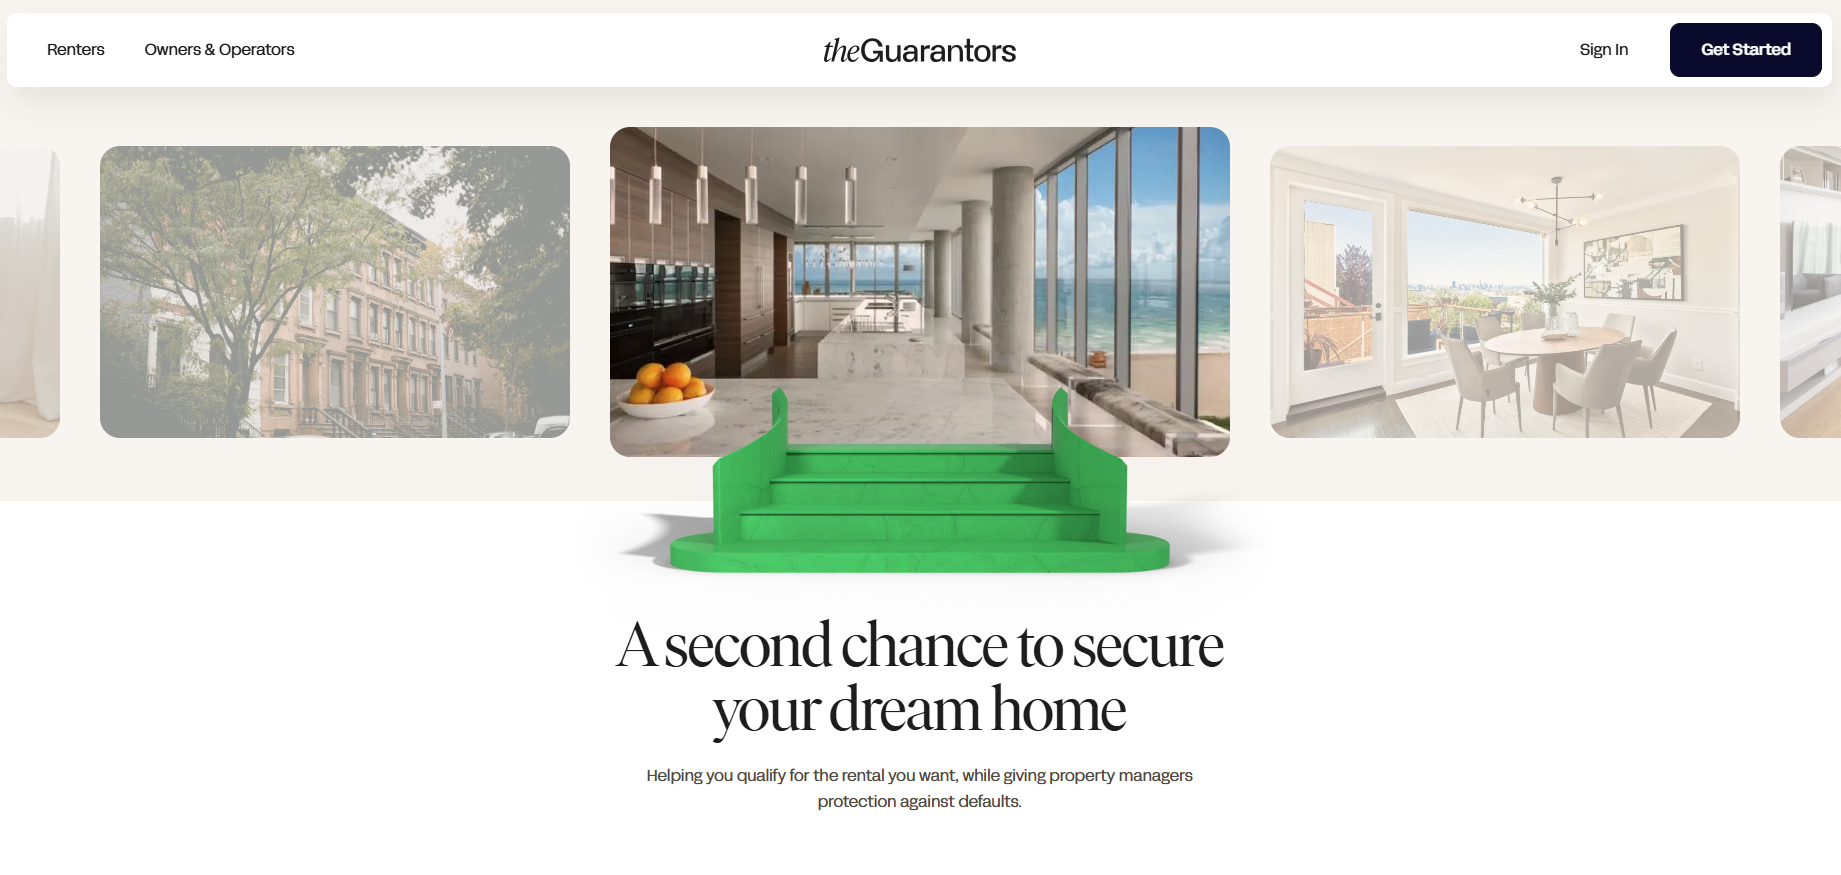 Renters
Owners & Operators
theGuarantors
Sign In
Get Started
A second chance to secure
your dream home
Helping you qualify for the rental you want, while giving property managers
protection against defaults.